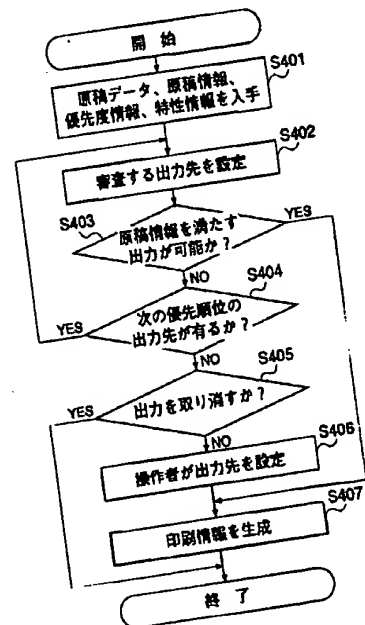 開 始
S401
原稿データ、原稿情報、
優先度情報、特性情報を入手
S402
審査する出力先を設定
S403
原稿情報を満たす
出力が可能か？
YES
NO
S404
次の優先順位の
出力先が有るか？
YES
NO
S405
出力を取り消すか？
YES
NO
S406
操作者が出力先を設定
S407
印刷情報を生成
終 了